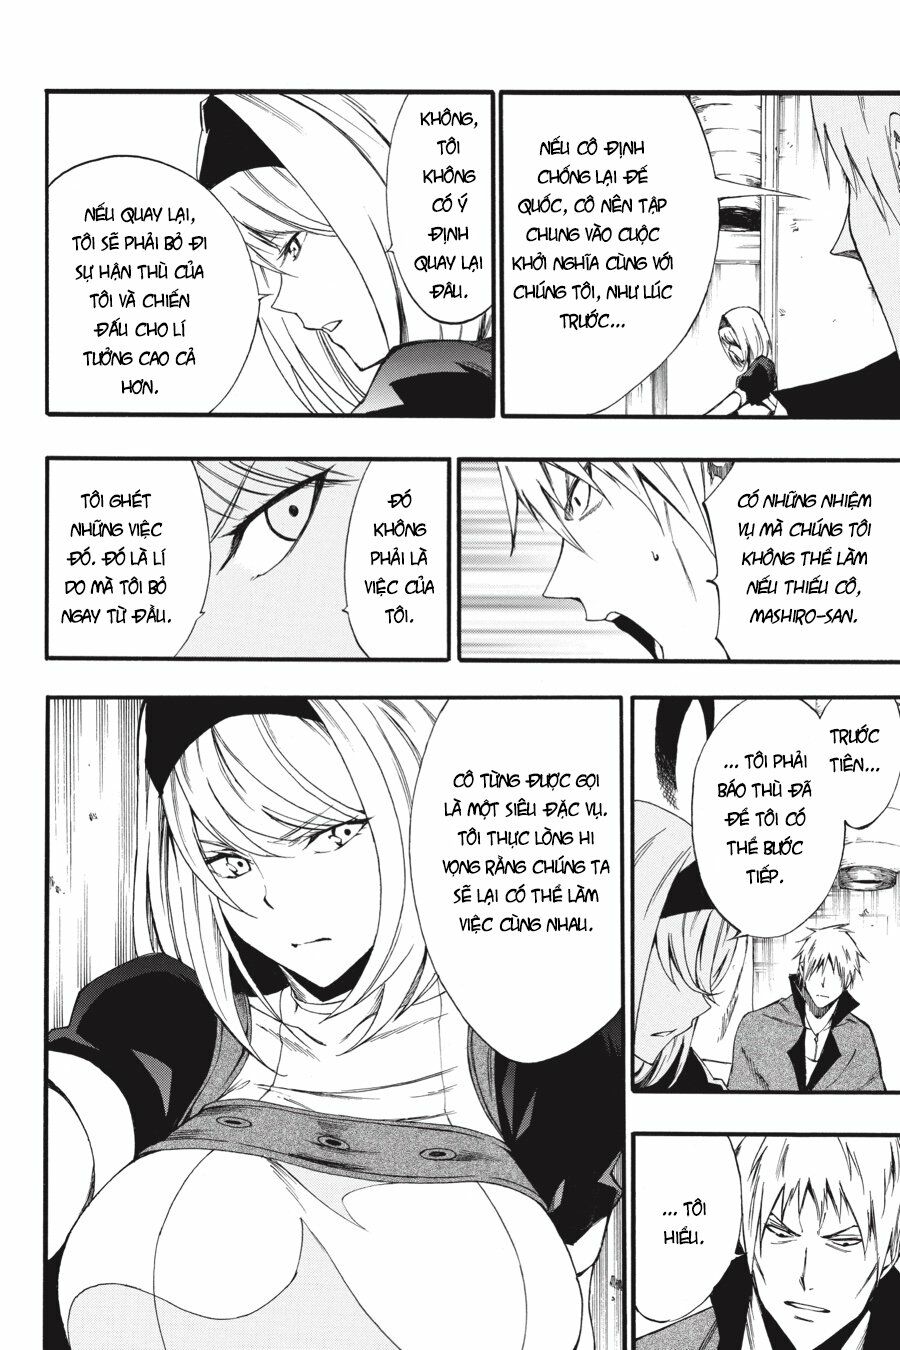 NẾU CÔ ĐỊNH
CHỐNG LẠI ĐẾ
QUỐC, CÔ NÊN TẬP
CHUNG VÀO CUỘC
KHỞI NGHĨA CÙNG VỚI
CHÚNG TÔI, NHƯ LÚC
TRƯỚC...
KHÔNG,
TÔI
KHÔNG
CÓ Ý
ĐỊNH
QUAY LẠI
ĐÂU.
NẾU QUAY LẠI,
TÔI SẼ PHẢI BỎ ĐI
SỰ HẬN THÙ CỦA
TÔI VÀ CHIẾN
ĐẤU CHO LÍ
TƯỞNG CAO CẢ
HƠN.
CÓ NHỮNG NHIỆM
VỤ MÀ CHÚNG TÔI
KHÔNG THỂ LÀM
NẾU THIẾU CÔ,
MASHIRO-SAN.
ĐÓ
KHÔNG
PHẢI LÀ
VIỆC CỦA
TÔI.
TÔI GHÉT
NHỮNG VIỆC
ĐÓ. ĐÓ LÀ LÍ
DO MÀ TÔI BỎ
NGAY TỪ ĐẦU.
TRƯỚC
TIÊN...
... TÔI PHẢI
BÁO THÙ ĐÃ
ĐỂ TÔI CÓ
THỂ BƯỚC
TIẾP.
... TÔI
HIỂU.
CÔ TỪNG ĐƯỢC GỌI
LÀ MỘT SIÊU ĐẶC VỤ.
TÔI THỰC LÒNG HI
VỌNG RẰNG CHÚNG TA
SẼ LẠI CÓ THỂ LÀM
VIỆC CÙNG NHAU.